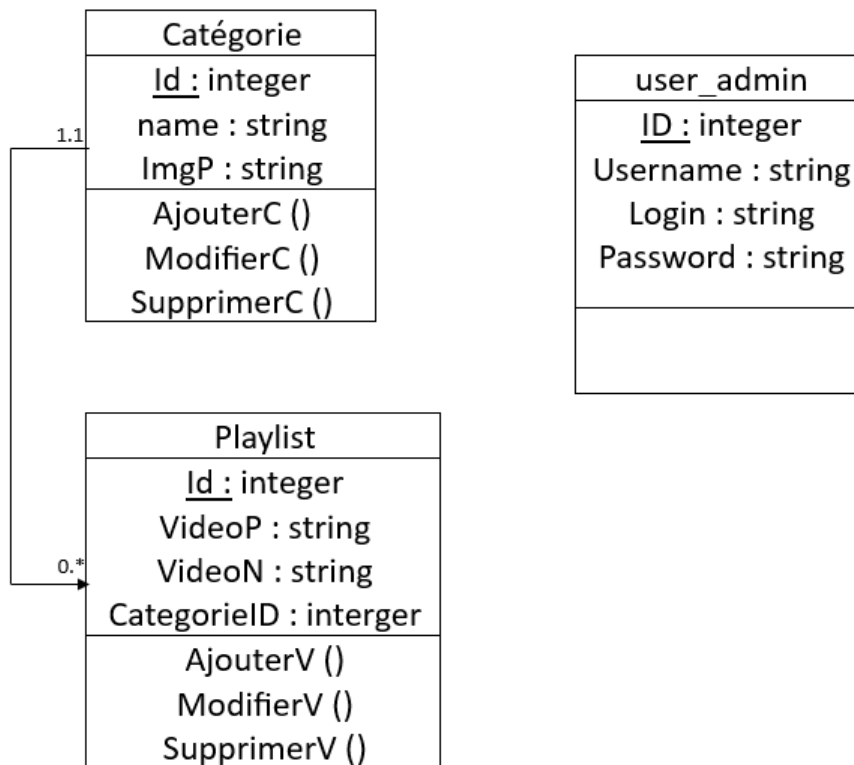 Catégorie
Id : integer
name : string
ImgP : string
AjouterC ()
ModifierC ()
SupprimerC ()
1.1
user_admin
ID : integer
Username : string
Login : string
Password : string
Playlist
Id : integer
VideoP : string
VideoN : string
CategorieID : interger
AjouterV ()
ModifierV ()
SupprimerV ()
0.*